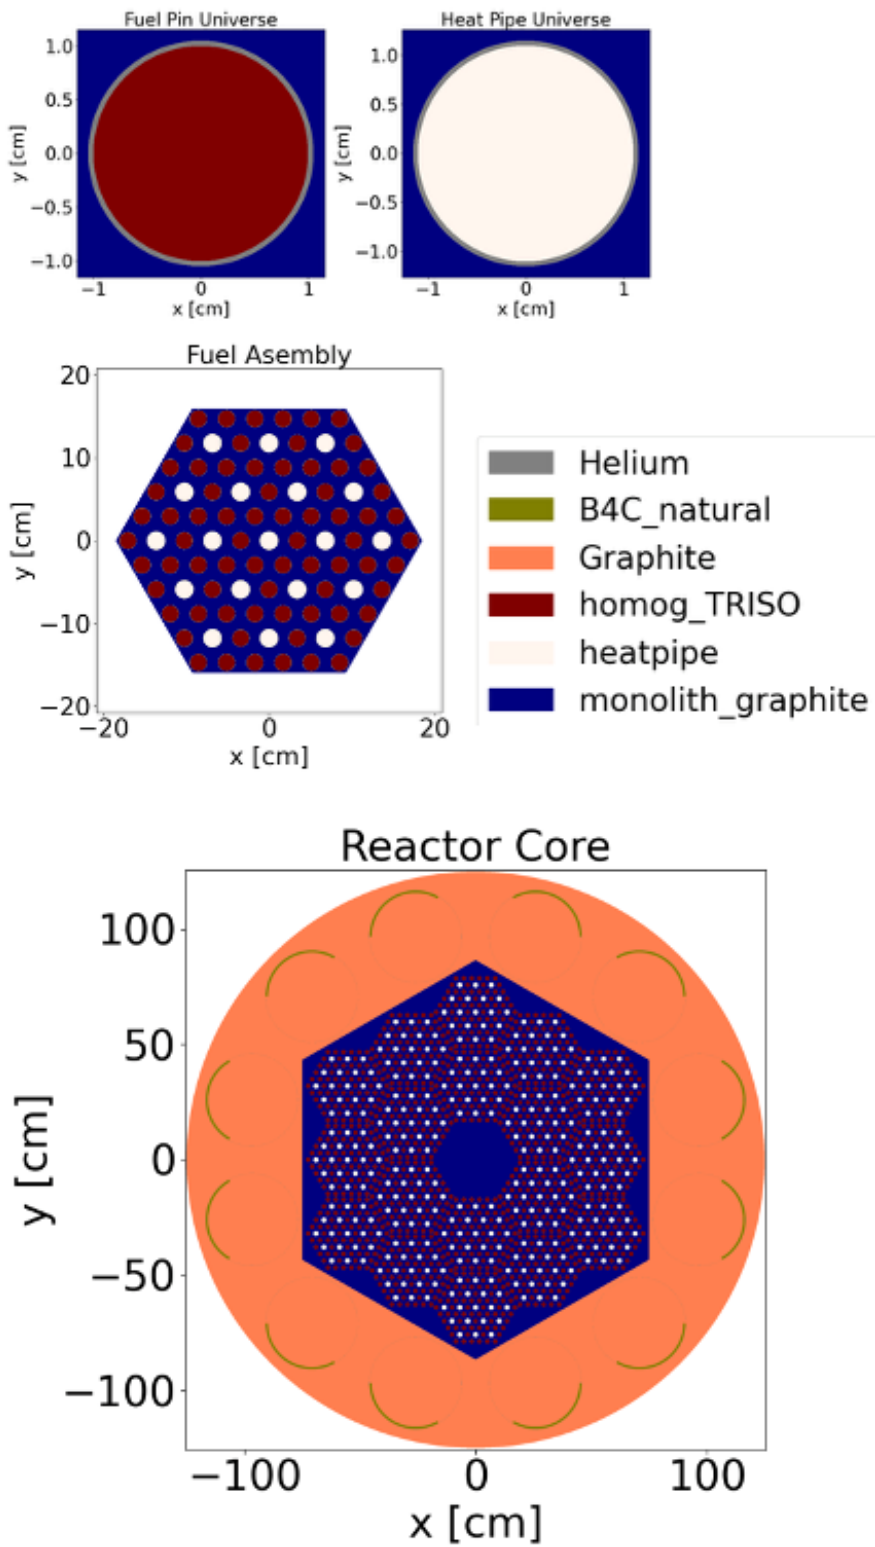 Fuel Pin Universe
Heat Pipe Universe
1.0
0.5
0.0
−0.5
−1.0
y [cm]
−1 0 1
x [cm]
1.0
0.5
0.0
−0.5
−1.0
y [cm]
−1 0 1
x [cm]
Fuel Asembly
20
10
0
−10
−20
y [cm]
−20 0 20
x [cm]
Helium
B4C_natural
Graphite
homog_TRISO
heatpipe
monolith_graphite
Reactor Core
100
50
0
−50
−100
y [cm]
−100 0 100
x [cm]